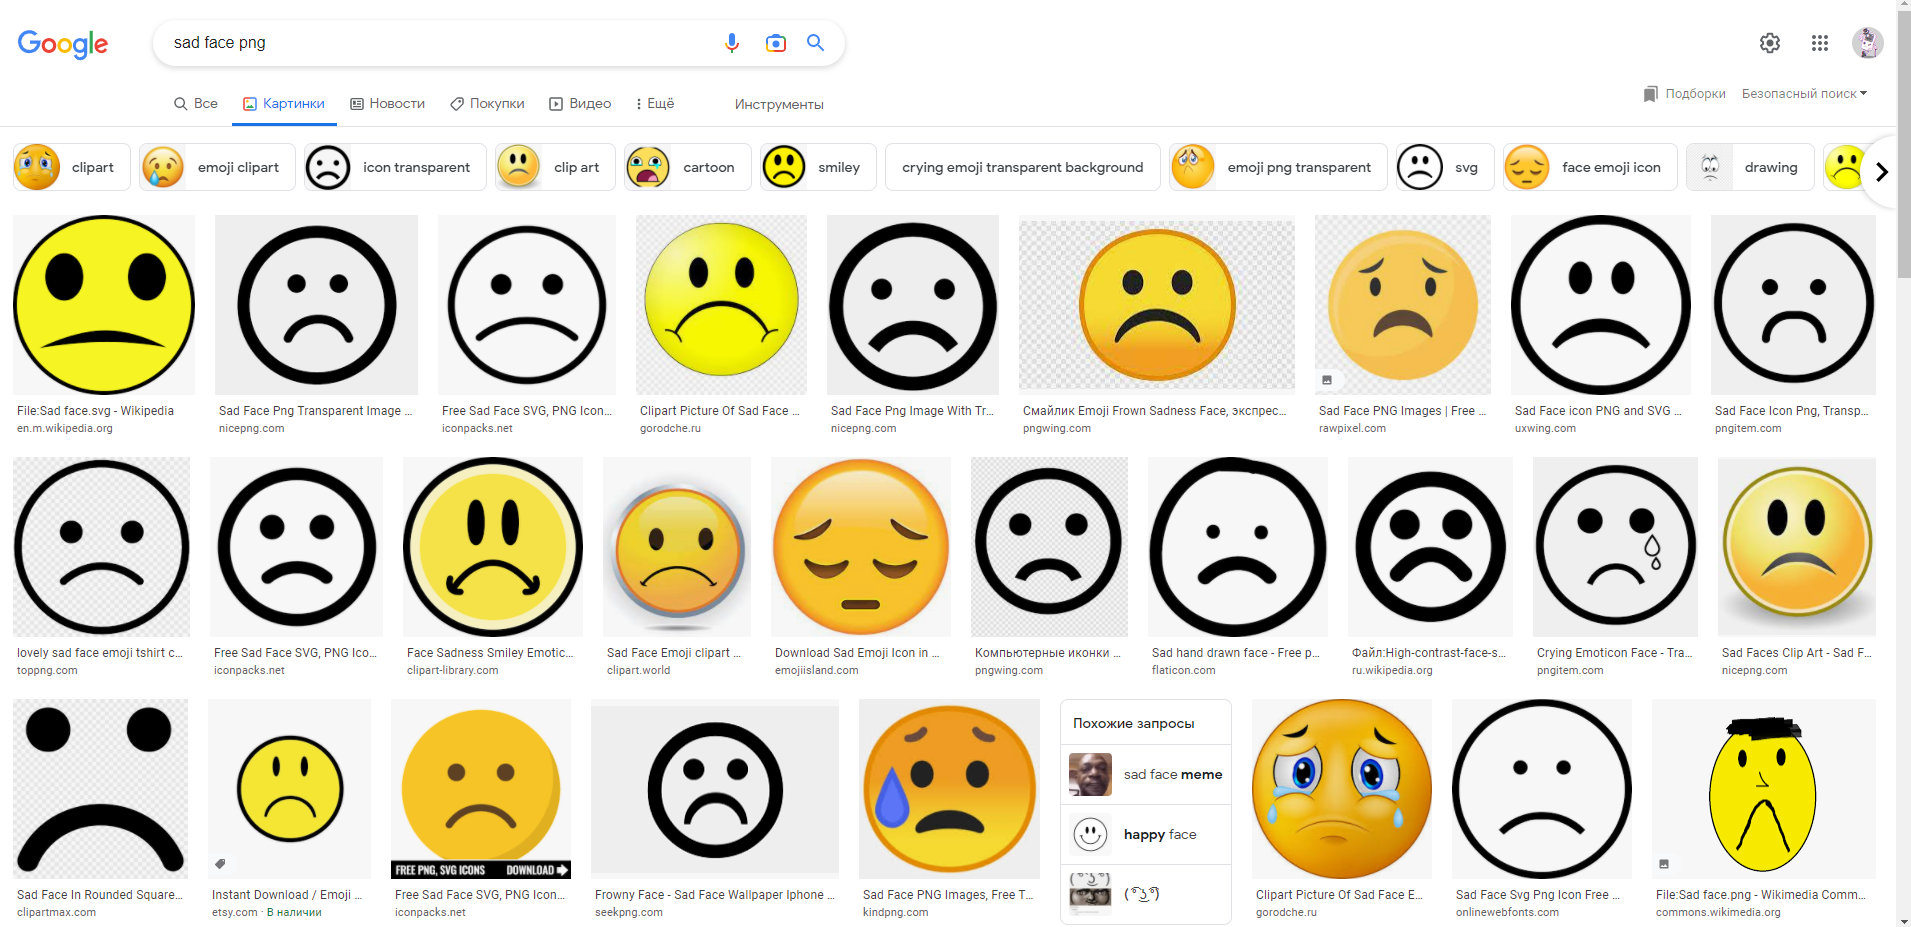 Google
sad face png
Все
Картинки
Новости
Покупки
Видео
Ещё
Инструменты
Подборки
Безопасный поиск
clipart
emoji clipart
icon transparent
clip art
cartoon
smiley
crying emoji transparent background
emoji png transparent
svg
face emoji icon
drawing
File:Sad face.svg - Wikipedia
en.m.wikipedia.org
Sad Face Png Transparent Image ...
nicepng.com
Free Sad Face SVG, PNG Icon...
iconpacks.net
Clipart Picture Of Sad Face ...
gorodche.ru
Sad Face Png Image With Tr...
nicepng.com
Смайлик Emoji Frown Sadness Face, экспрес...
pngwing.com
Sad Face PNG Images | Free ...
rawpixel.com
Sad Face icon PNG and SVG ...
uxwing.com
Sad Face Icon Png, Transp...
pngitem.com
lovely sad face emoji tshirt c...
toppng.com
Free Sad Face SVG, PNG Ico...
iconpacks.net
Face Sadness Smiley Emotic...
clipart-library.com
Sad Face Emoji clipart ...
clipart.world
Download Sad Emoji Icon in ...
emojiisland.com
Компьютерные иконки ...
pngwing.com
Sad hand drawn face - Free p...
flaticon.com
Файл:High-contrast-face-s...
ru.wikipedia.org
Crying Emoticon Face - Tra...
pngitem.com
Sad Faces Clip Art - Sad F...
nicepng.com
FREE PNG, SVG ICONS DOWNLOAD
Похожие запросы
sad face meme
happy face
( ͡° ͜ʖ ͡°)
Sad Face In Rounded Square...
clipartmax.com
Instant Download / Emoji ...
etsy.com · В наличии
Free Sad Face SVG, PNG Icon...
iconpacks.net
Frowny Face - Sad Face Wallpaper Iphone ...
seekpng.com
Sad Face PNG Images, Free T...
kindpng.com
Clipart Picture Of Sad Face E...
gorodche.ru
Sad Face Svg Png Icon Free ...
onlinewebfonts.com
File:Sad face.png - Wikimedia Comm...
commons.wikimedia.org